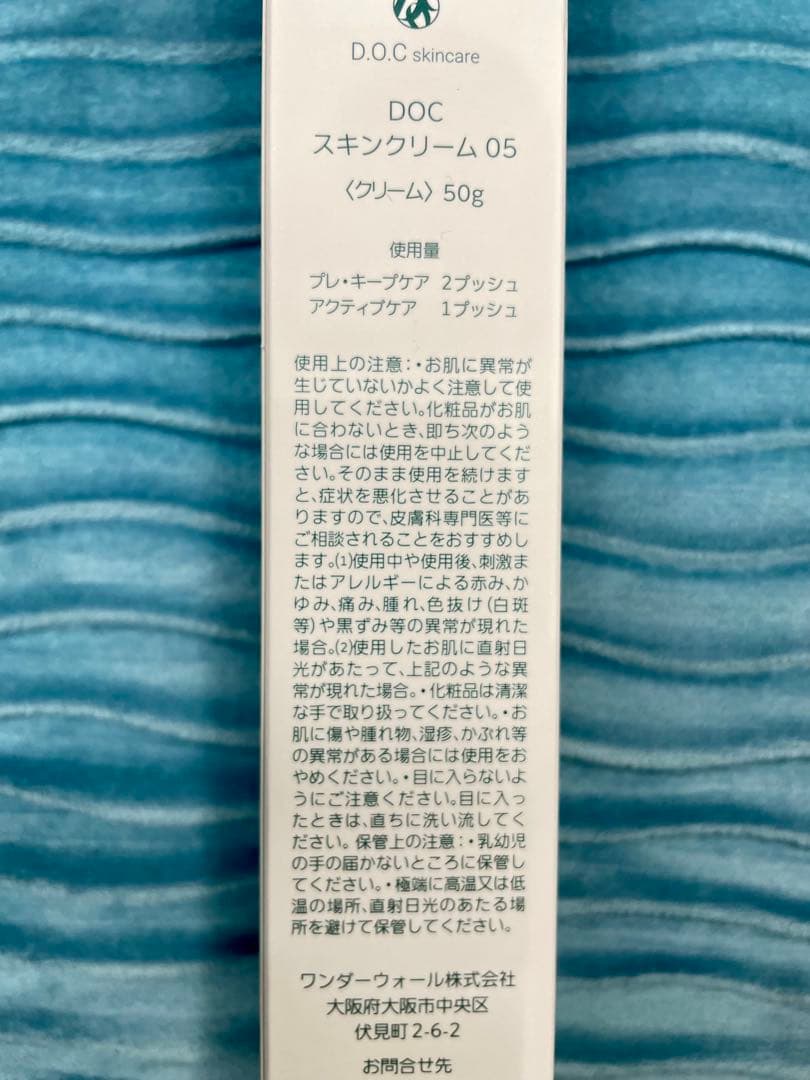 D.O.C skincare
DOC
スキンクリーム 05
〈クリーム〉 50g
使用量
プレ・キープケア 2プッシュ
アクティブケア 1プッシュ
使用上の注意：・お肌に異常が
生じていないかよく注意して使
用してください。化粧品がお肌
に合わないとき、即ち次のよう
な場合には使用を中止してくだ
さい。そのまま使用を続けます
と、症状を悪化させることがあ
りますので、皮膚科専門医等に
ご相談されることをおすすめし
ます。(1)使用中や使用後、刺激ま
たはアレルギーによる赤み、か
ゆみ、痛み、腫れ、色抜け(白斑
等)や黒ずみ等の異常が現れた
場合。(2)使用したお肌に直射日
光があたって、上記のような異
常が現れた場合。・化粧品は清潔
な手で取り扱ってください。・お
肌に傷や腫れ物、湿疹、かぶれ等
の異常がある場合には使用をお
やめください。・目に入らないよ
うにご注意ください。目に入っ
たときは、直ちに洗い流してく
ださい。保管上の注意：・乳幼児
の手の届かないところに保管し
てください。・極端に高温又は低
温の場所、直射日光のあたる場
所を避けて保管してください。
ワンダーウォール株式会社
大阪府大阪市中央区
伏見町2-6-2
お問合せ先